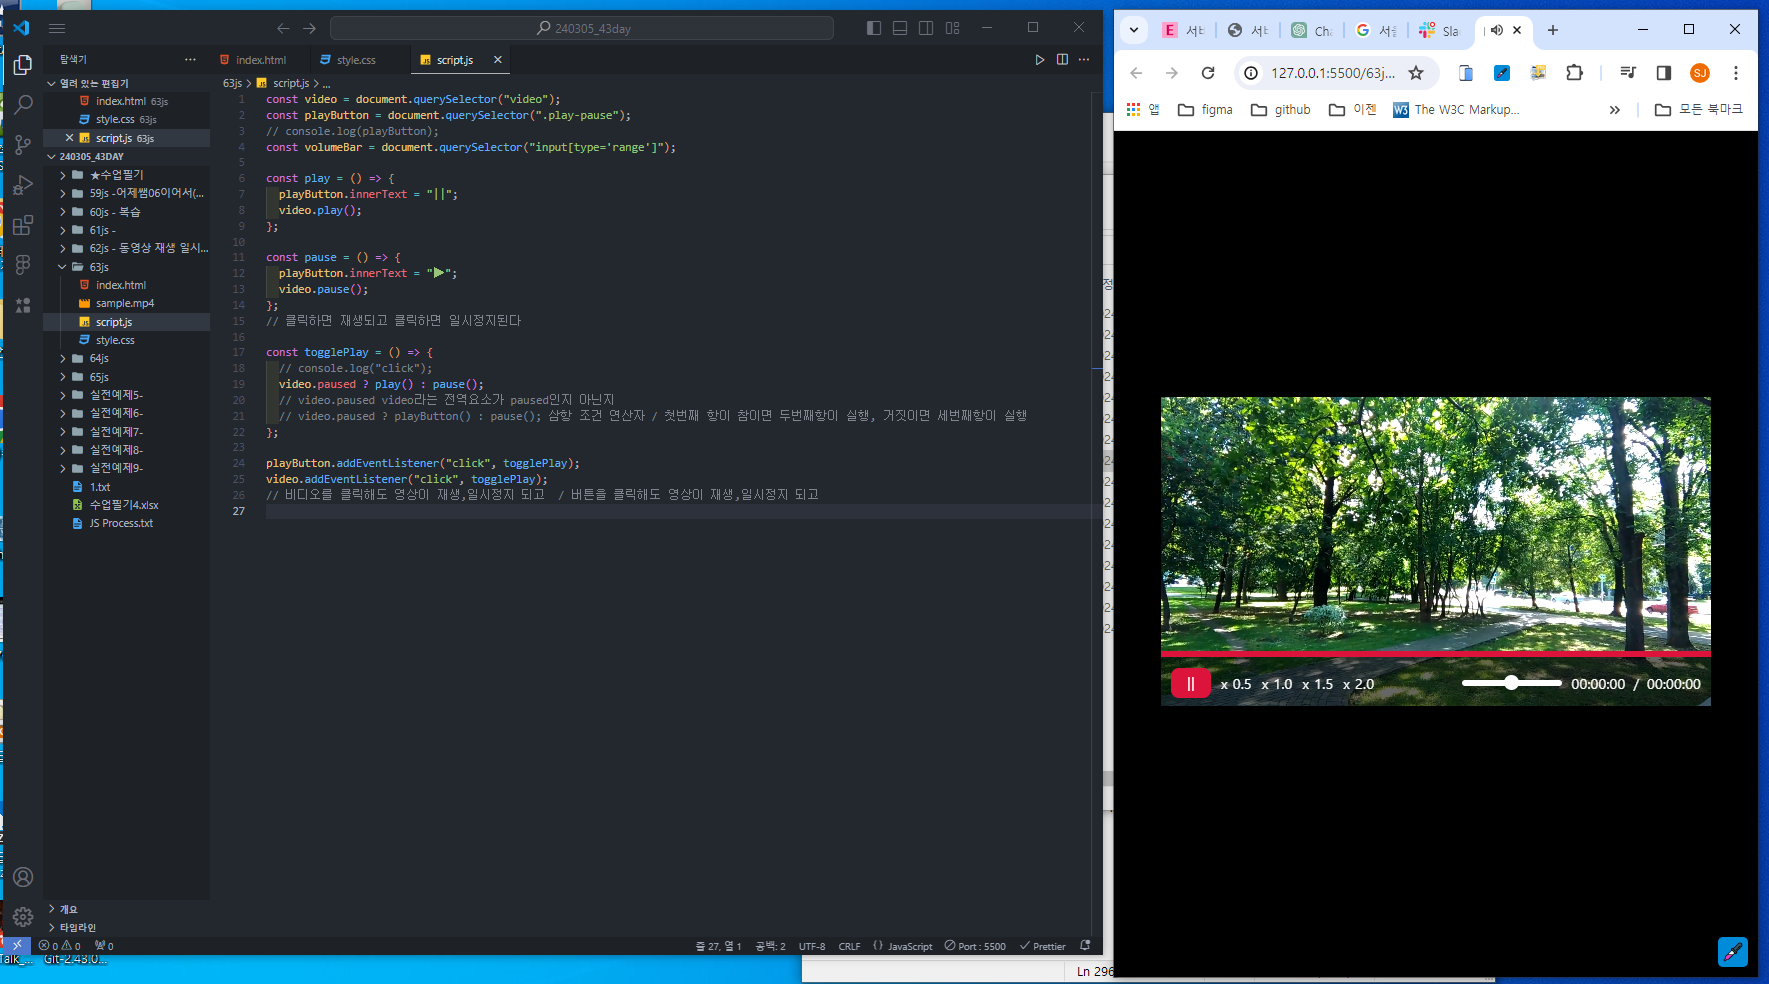 240305_43day
탐색기
열려 있는 편집기
index.html 63js
style.css 63js
script.js 63js
240305_43DAY
★수업필기
59js -어제쌤06이어서(...
60js - 복습
61js -
62js - 동영상 재생 일시...
63js
index.html
sample.mp4
script.js
style.css
64js
65js
실전예제5-
실전예제6-
실전예제7-
실전예제8-
실전예제9-
1.txt
수업필기4.xlsx
JS Process.txt
개요
타임라인
index.html
style.css
script.js
63js > script.js > ...
1 const video = document.querySelector("video");
2 const playButton = document.querySelector(".play-pause");
3 // console.log(playButton);
4 const volumeBar = document.querySelector("input[type='range']");
5
6 const play = () => {
7 playButton.innerText = "||";
8 video.play();
9 };
10
11 const pause = () => {
12 playButton.innerText = "▶";
13 video.pause();
14 };
15 // 클릭하면 재생되고 클릭하면 일시정지된다
16
17 const togglePlay = () => {
18 // console.log("click");
19 video.paused ? play() : pause();
20 // video.paused video라는 전역요소가 paused인지 아닌지
21 // video.paused ? playButton() : pause(); 삼항 조건 연산자 / 첫번째 항이 참이면 두번째항이 실행, 거짓이면 세번째항이 실행
22 };
23
24 playButton.addEventListener("click", togglePlay);
25 video.addEventListener("click", togglePlay);
26 // 비디오를 클릭해도 영상이 재생,일시정지 되고 / 버튼을 클릭해도 영상이 재생,일시정지 되고
27
0 0 0
줄 27, 열 1 공백: 2 UTF-8 CRLF {} JavaScript Port : 5500 Prettier
Talk_... Git-2.43.0...
Ln 296
서ㅂ 서ㅂ Cha 서울 Sla
127.0.0.1:5500/63j...
SJ
앱 figma github 이젠 W3 The W3C Markup... » 모든 북마크
|| x 0.5 x 1.0 x 1.5 x 2.0 00:00:00 / 00:00:00